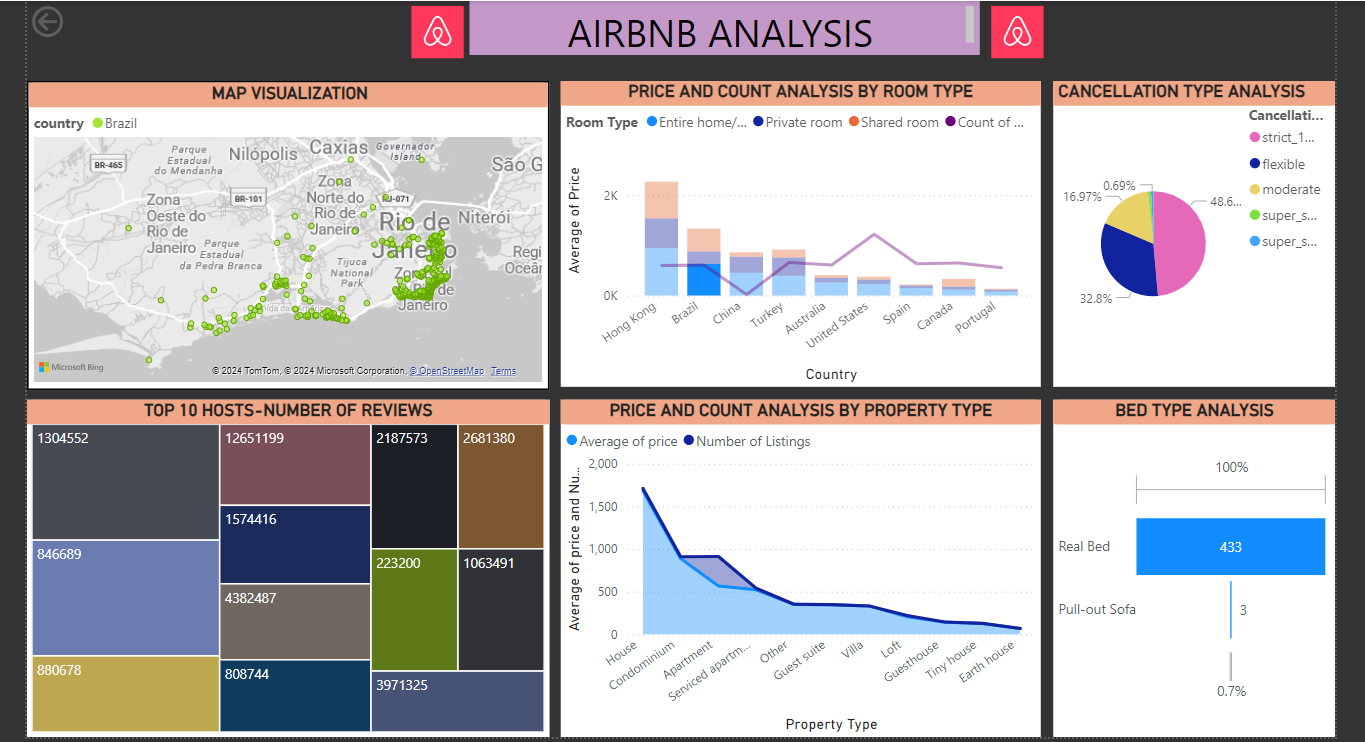 AIRBNB ANALYSIS
MAP VISUALIZATION
country Brazil
BR-465
Parque
Estadual
do Mendanha
Nilópolis
Caxias
Governador
Island
São G
Zona
Oeste do
Rio de
Janeiro
BR-101
Zona
Norte do
Rio de
Janeiro
RJ-071
Rio de
Janeiro
Niterói
Parque
Estadual
da Pedra Branca
Tijuca
National
Park
Rio de
Janeiro
Regi
Oceân
Microsoft Bing
© 2024 TomTom, © 2024 Microsoft Corporation, © OpenStreetMap Terms
PRICE AND COUNT ANALYSIS BY ROOM TYPE
Room Type Entire home/... Private room Shared room Count of ...
Average of Price
2K
0K
Hong Kong
Brazil
China
Turkey
Australia
United States
Spain
Canada
Portugal
Country
CANCELLATION TYPE ANALYSIS
Cancellati...
strict_1...
flexible
moderate
super_s...
super_s...
0.69%
16.97%
48.6...
32.8%
TOP 10 HOSTS-NUMBER OF REVIEWS
1304552
846689
880678
12651199
1574416
4382487
808744
2187573
2681380
223200
1063491
3971325
PRICE AND COUNT ANALYSIS BY PROPERTY TYPE
Average of price Number of Listings
Average of price and Nu...
2,000
1,500
1,000
500
0
House
Condominium
Apartment
Serviced apartm...
Other
Guest suite
Villa
Loft
Guesthouse
Tiny house
Earth house
Property Type
BED TYPE ANALYSIS
100%
Real Bed
433
Pull-out Sofa
3
0.7%